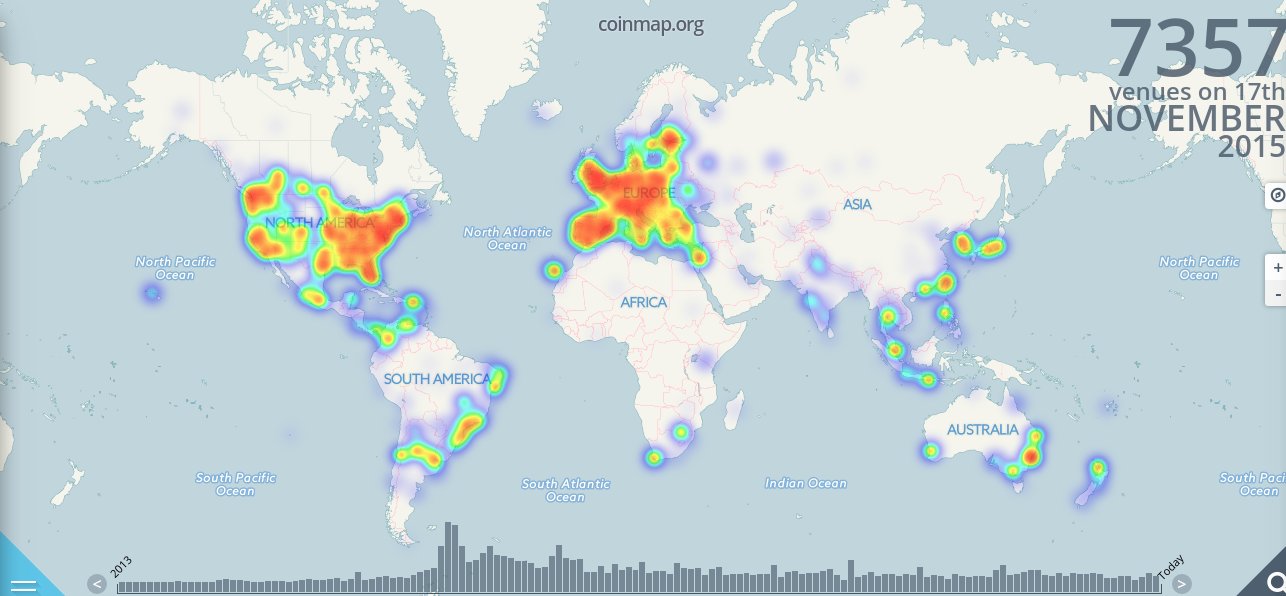 coinmap.org
7357
venues on 17th
NOVEMBER
2015
EUROPE
ASIA
NORTH AMERICA
North Atlantic
Ocean
North Pacific
Ocean
North Pacific
Ocean
+
-
AFRICA
SOUTH AMERICA
AUSTRALIA
South Pacific
Ocean
South Atlantic
Ocean
Indian Ocean
South Paci
Ocean
<
2013
Today
>